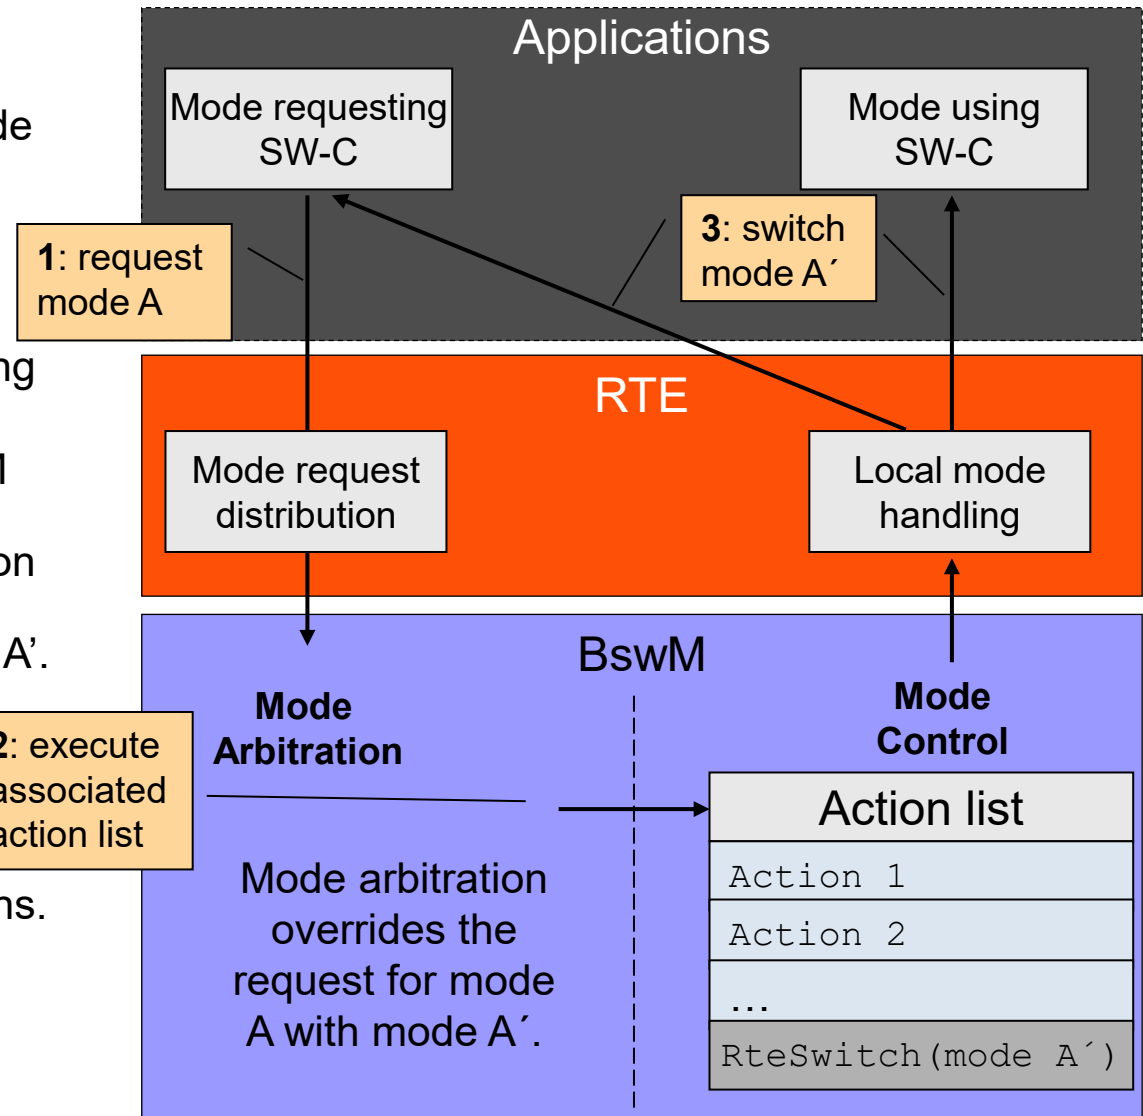 Applications
Mode requesting
SW-C
Mode using
SW-C
1: request
mode A
3: switch
mode A´
RTE
Mode request
distribution
Local mode
handling
A’.
BswM
Mode
Arbitration
Mode
Control
2: execute
associated
action list
Action list
Action 1
Action 2
…
RteSwitch(mode A´)
Mode arbitration
overrides the
request for mode
A with mode A´.